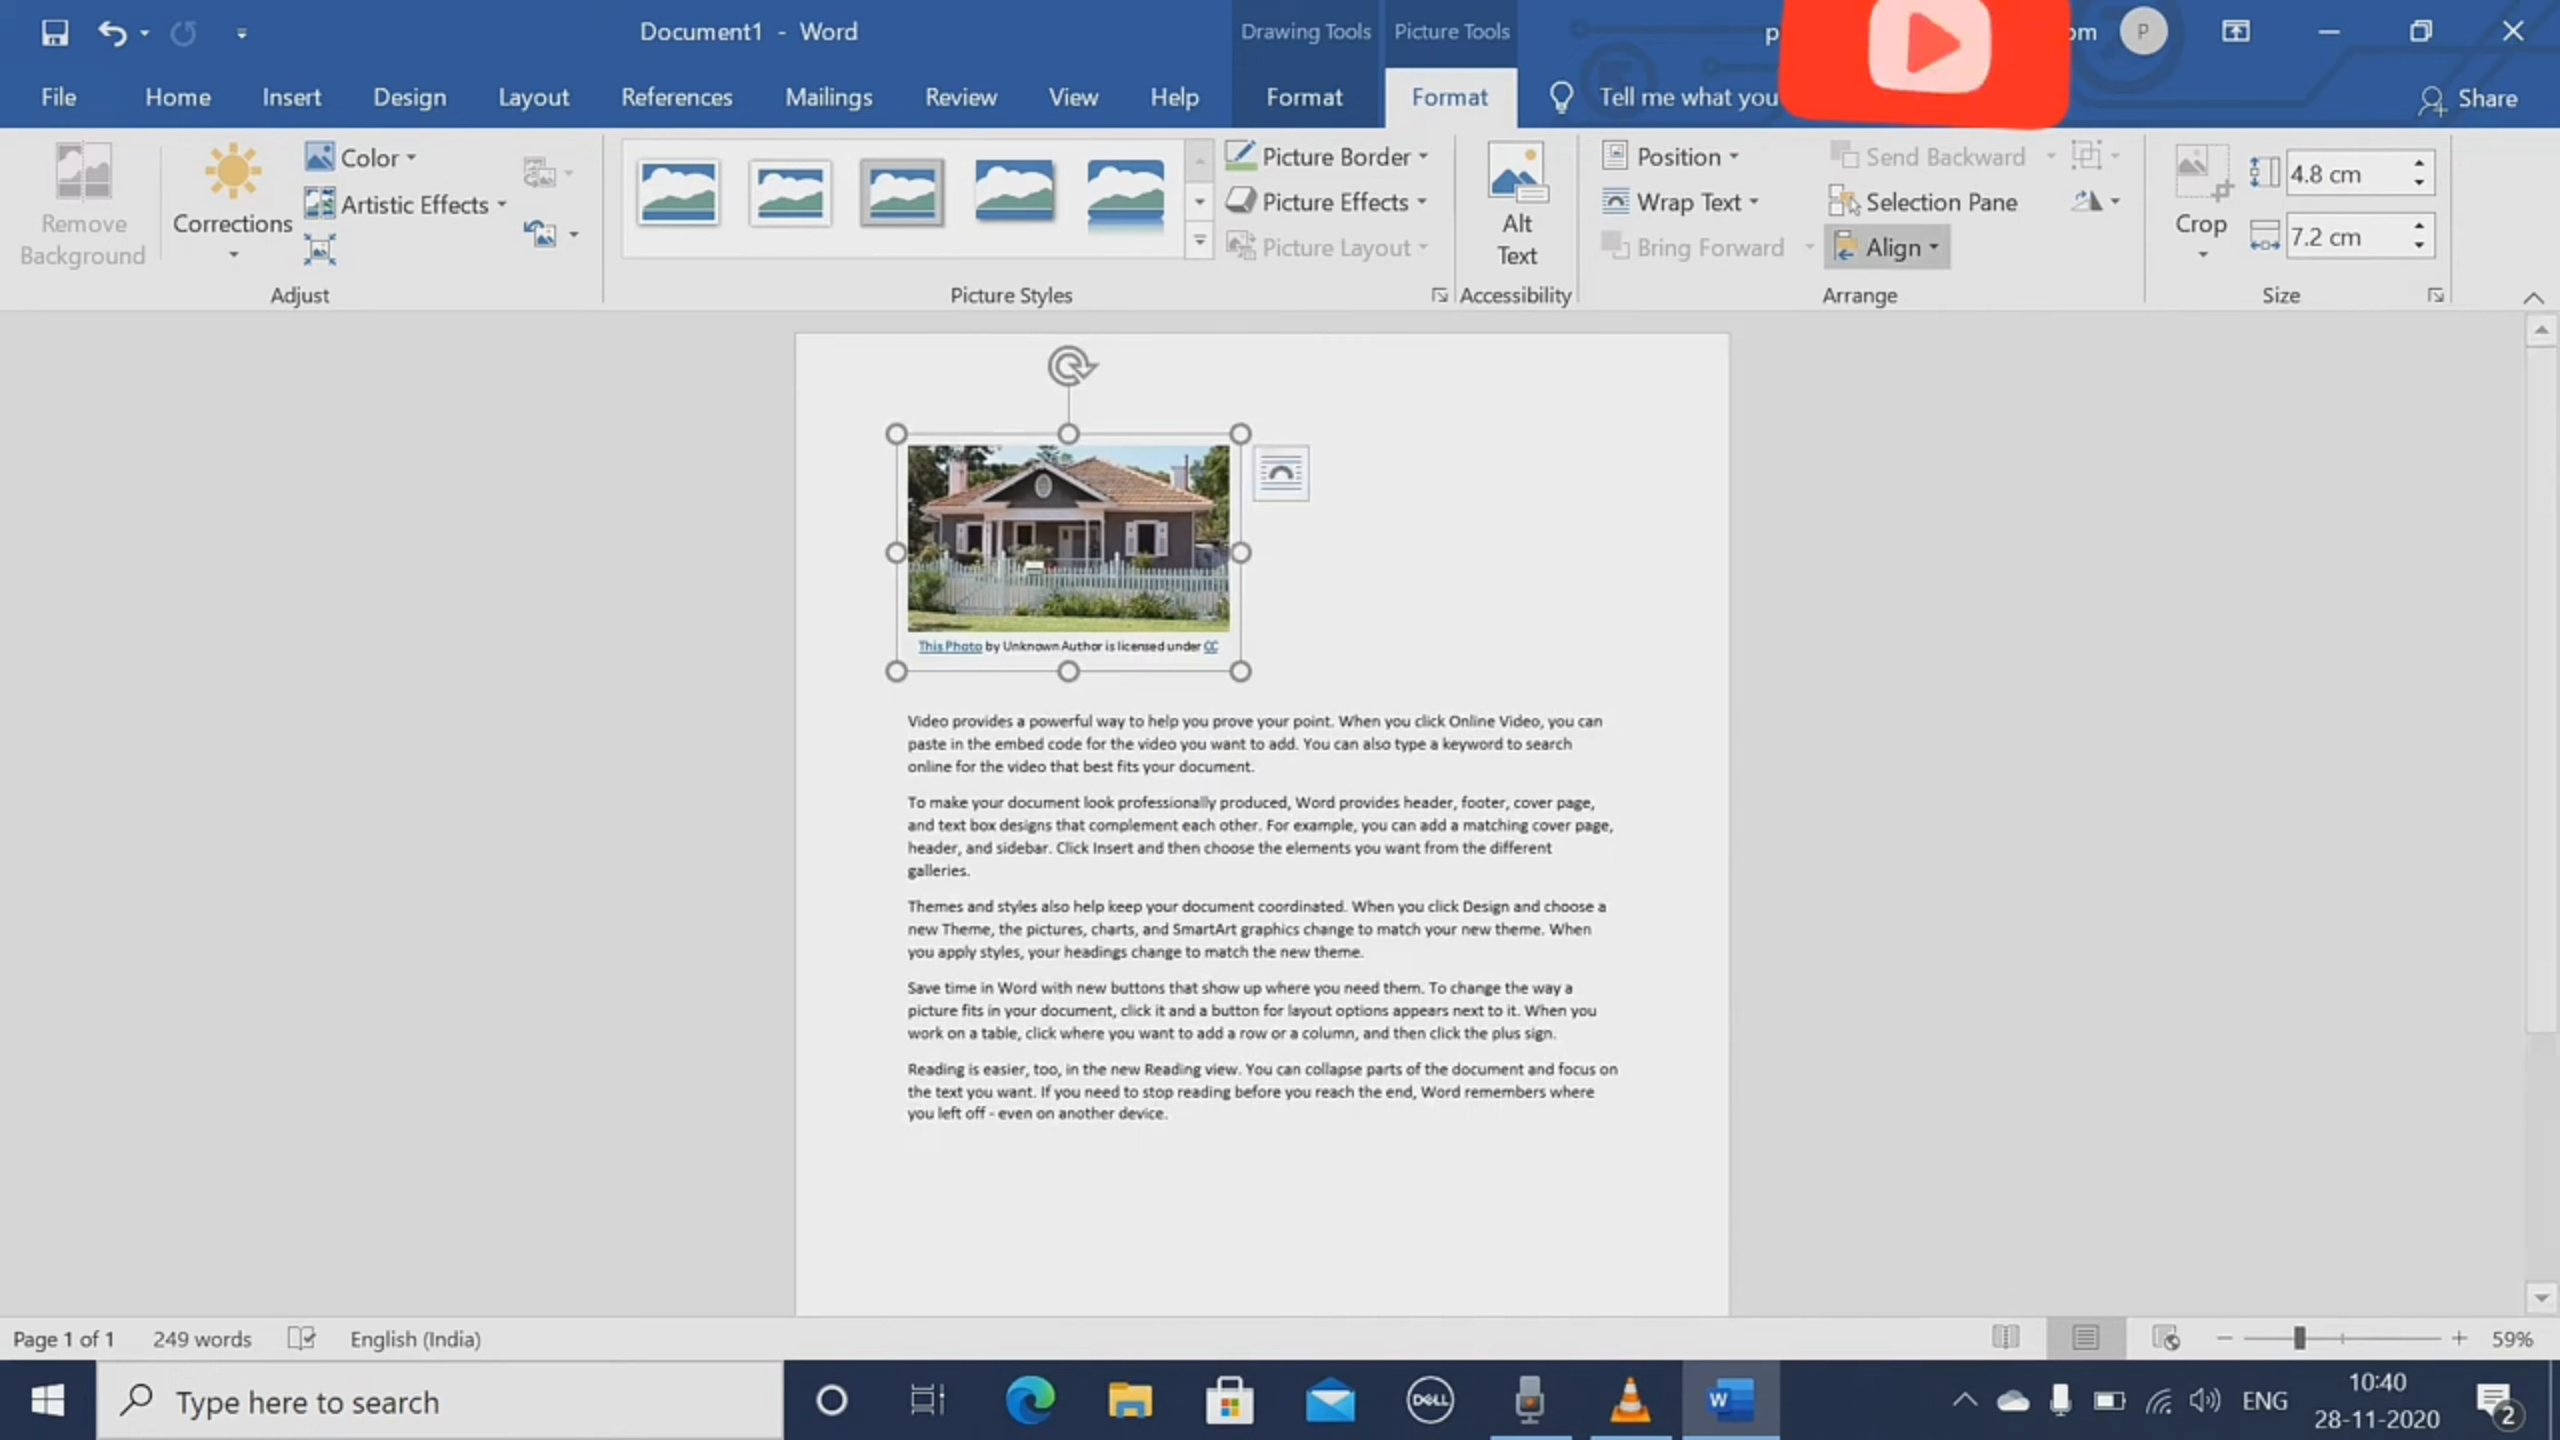 Document1 - Word
Drawing Tools
Picture Tools
p
om
P
File
Home
Insert
Design
Layout
References
Mailings
Review
View
Help
Format
Format
Tell me what you
Share
Remove
Background
Corrections
Color
Artistic Effects
Adjust
Picture Styles
Picture Border
Picture Effects
Picture Layout
Alt
Text
Accessibility
Position
Wrap Text
Bring Forward
Send Backward
Selection Pane
Align
Arrange
Crop
4.8 cm
7.2 cm
Size
This Photo by Unknown Author is licensed under CC
Video provides a powerful way to help you prove your point. When you click Online Video, you can
paste in the embed code for the video you want to add. You can also type a keyword to search
online for the video that best fits your document.
To make your document look professionally produced, Word provides header, footer, cover page,
and text box designs that complement each other. For example, you can add a matching cover page,
header, and sidebar. Click Insert and then choose the elements you want from the different
galleries.
Themes and styles also help keep your document coordinated. When you click Design and choose a
new Theme, the pictures, charts, and SmartArt graphics change to match your new theme. When
you apply styles, your headings change to match the new theme.
Save time in Word with new buttons that show up where you need them. To change the way a
picture fits in your document, click it and a button for layout options appears next to it. When you
work on a table, click where you want to add a row or a column, and then click the plus sign.
Reading is easier, too, in the new Reading view. You can collapse parts of the document and focus on
the text you want. If you need to stop reading before you reach the end, Word remembers where
you left off - even on another device.
Page 1 of 1
249 words
English (India)
59%
Type here to search
DELL
W
ENG
10:40
28-11-2020
2